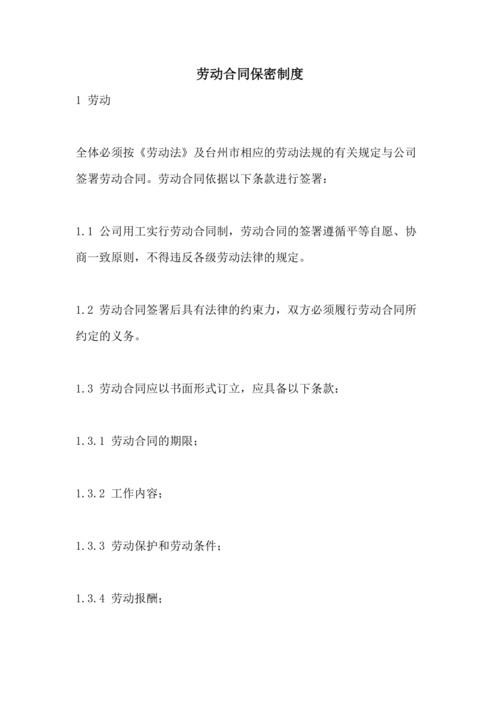 劳动合同保密制度
1 劳动
全体必须按《劳动法》及台州市相应的劳动法规的有关规定与公司
签署劳动合同。劳动合同依据以下条款进行签署：
1.1 公司用工实行劳动合同制，劳动合同的签署遵循平等自愿、协
商一致原则，不得违反各级劳动法律的规定。
1.2 劳动合同签署后具有法律的约束力，双方必须履行劳动合同所
约定的义务。
1.3 劳动合同应以书面形式订立，应具备以下条款：
1.3.1 劳动合同的期限；
1.3.2 工作内容；
1.3.3 劳动保护和劳动条件；
1.3.4 劳动报酬；